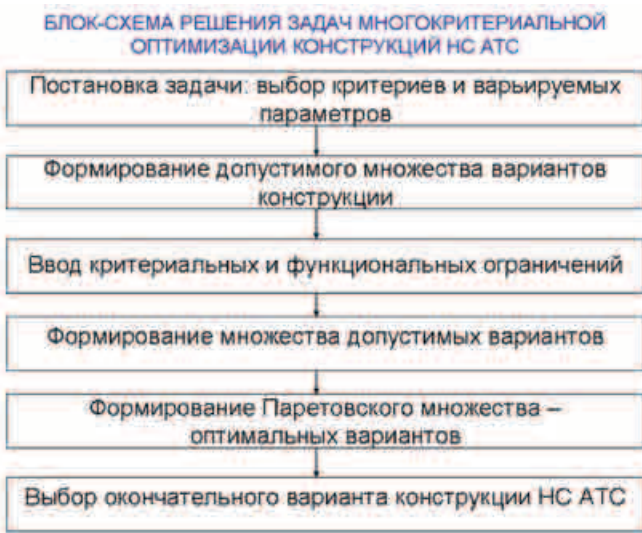 БЛОК-СХЕМА РЕШЕНИЯ ЗАДАЧ МНОГОКРИТЕРИАЛЬНОЙ
ОПТИМИЗАЦИИ КОНСТРУКЦИЙ НС АТС
Постановка задачи: выбор критериев и варьируемых
параметров
Формирование допустимого множества вариантов
конструкции
Ввод критериальных и функциональных ограничений
Формирование множества допустимых вариантов
Формирование Паретовского множества –
оптимальных вариантов
Выбор окончательного варианта конструкции НС АТС